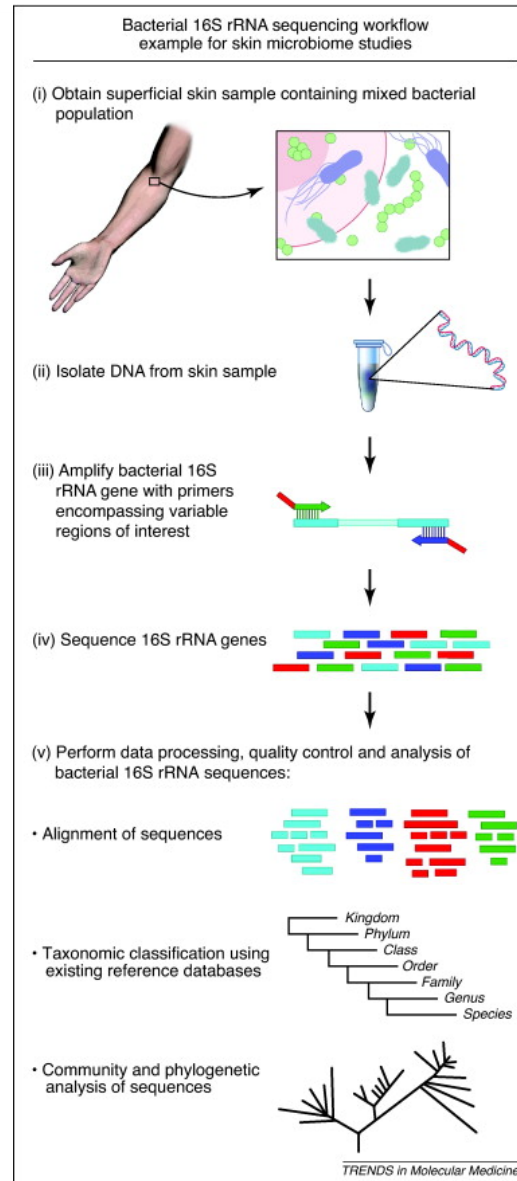 Bacterial 16S rRNA sequencing workflow
example for skin microbiome studies
(i) Obtain superficial skin sample containing mixed bacterial
population
(ii) Isolate DNA from skin sample
(iii) Amplify bacterial 16S
rRNA gene with primers
encompassing variable
regions of interest
(iv) Sequence 16S rRNA genes
(v) Perform data processing, quality control and analysis of
bacterial 16S rRNA sequences:
• Alignment of sequences
• Taxonomic classification using
existing reference databases
Kingdom
Phylum
Class
Order
Family
Genus
Species
• Community and phylogenetic
analysis of sequences
TRENDS in Molecular Medicine